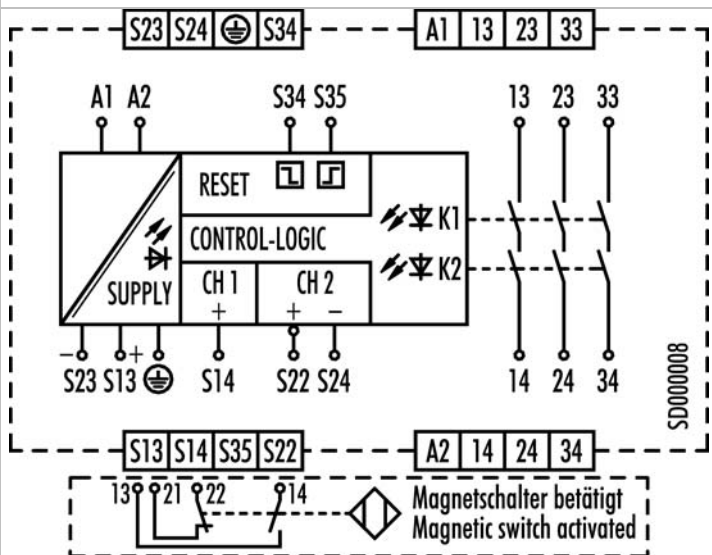 S23 S24 S34 A1 13 23 33
A1 A2 S34 S35 13 23 33
RESET
K1
CONTROL-LOGIC
K2
SUPPLY CH 1 CH 2
+ + −
− +
S23 S13 S14 S22 S24 14 24 34
SD000008
S13 S14 S35 S22 A2 14 24 34
13 21 22 14
Magnetschalter betätigt
Magnetic switch activated